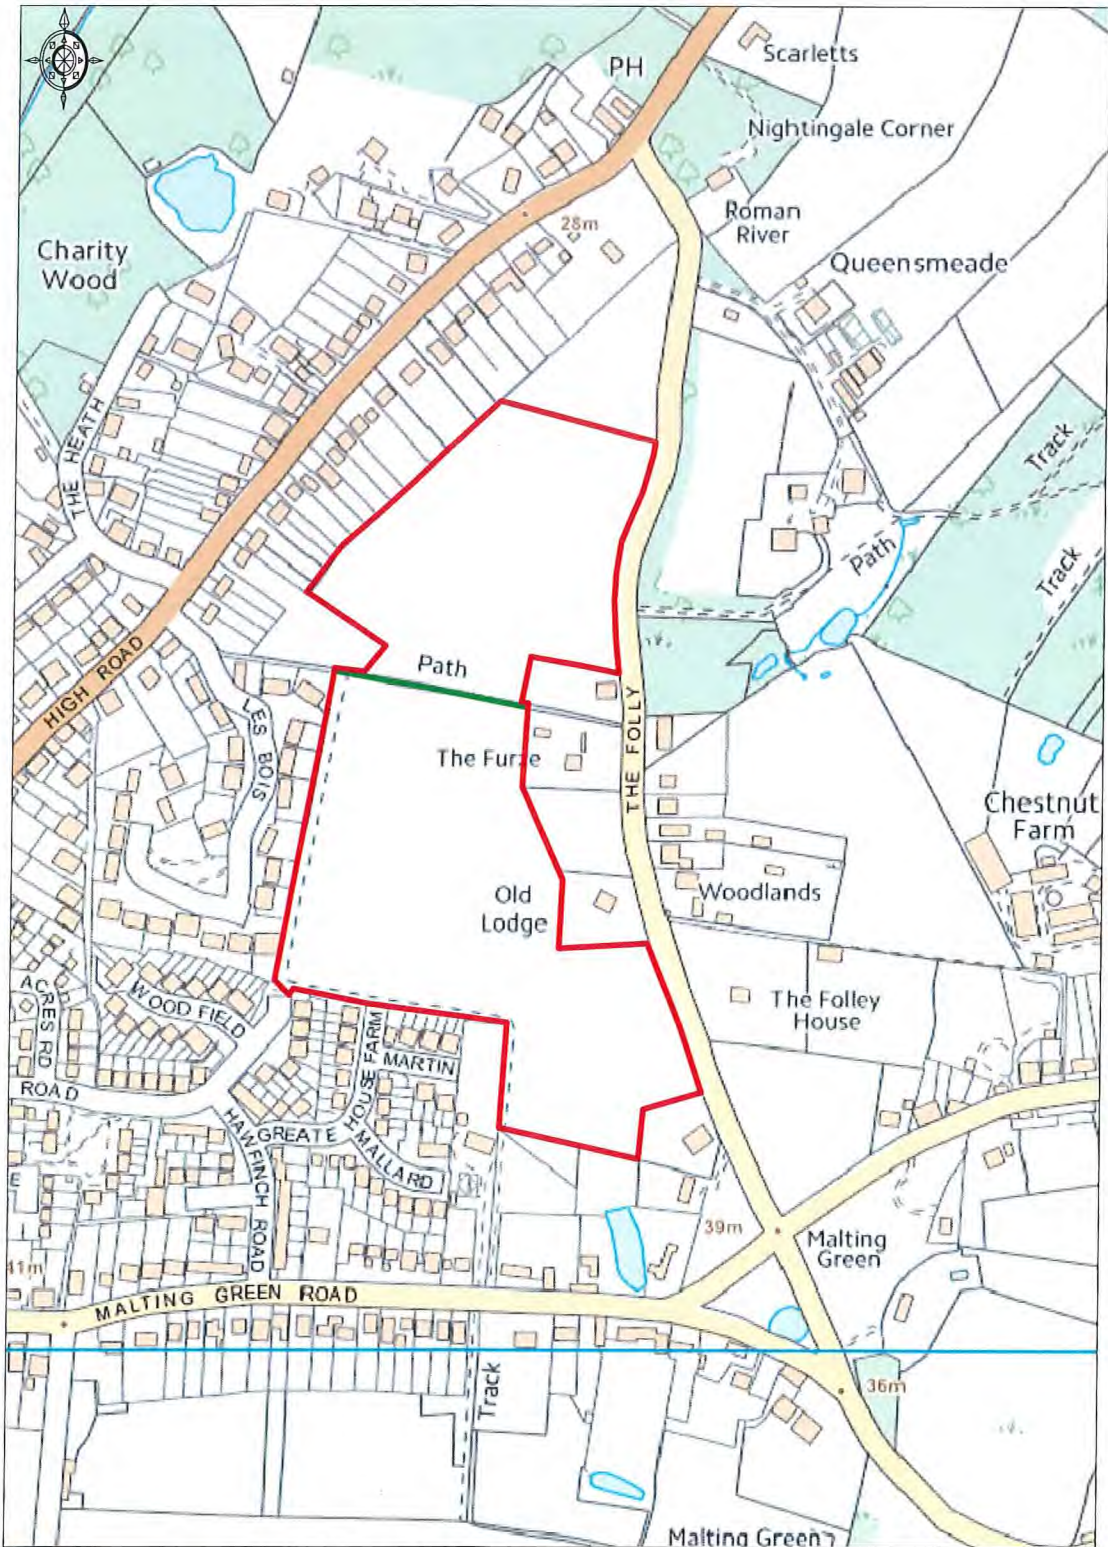 Scarletts
PH
Nightingale Corner
Roman
River
28m
Queensmeade
Charity
Wood
THE HEATH
Track
Path
Track
HIGH ROAD
Path
LES BOIS
THE FOLLY
The Furze
Chestnut
Farm
Old
Lodge
Woodlands
ACRES RD
WOOD FIELD
The Folley
House
MARTIN
ROAD
GREATE HOUSE FARM
MALLARD
HAWFINCH ROAD
E
39m
Malting
Green
41m
MALTING GREEN ROAD
Track
36m
Malting Green